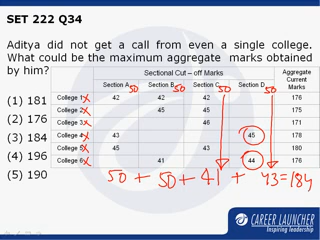 SET 222 Q34
Aditya did not get a call from even a single college.
What could be the maximum aggregate marks obtained
by him?
(1) 181
(2) 176
(3) 184
(4) 196
(5) 190
Sectional Cut – off Marks Aggregate Current Marks
Section A 50 Section B 50 Section C 50 Section D 50
College 1 x 42 42 42 176
College 2 x 45 45 175
College 3 x 46 171
College 4 x 43 45 178
College 5 x 45 43 180
College 6 x 41 44 176
50 + 50 + 41 + 43 = 184
CAREER LAUNCHER
Inspiring leadership